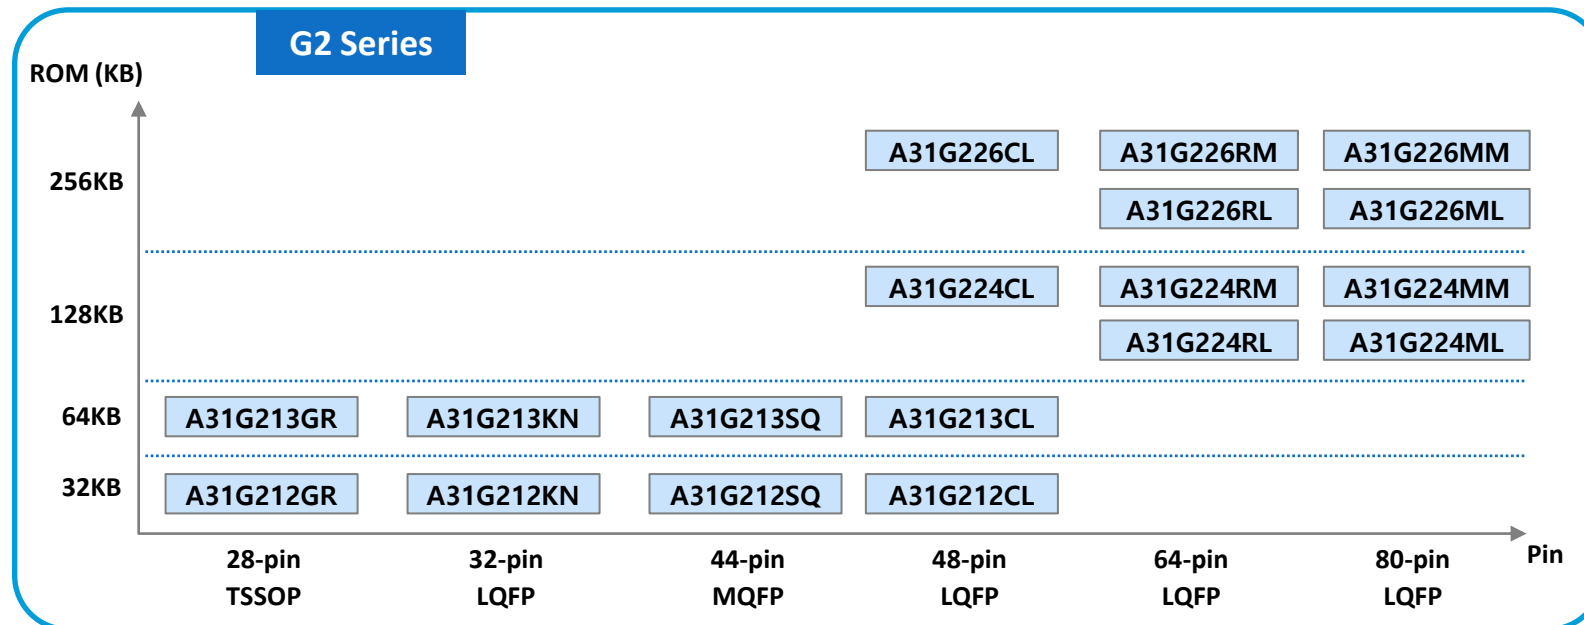 G2 Series
ROM (KB)
256KB
A31G226CL A31G226RM A31G226MM
A31G226RL A31G226ML
128KB
A31G224CL A31G224RM A31G224MM
A31G224RL A31G224ML
64KB A31G213GR A31G213KN A31G213SQ A31G213CL
32KB A31G212GR A31G212KN A31G212SQ A31G212CL
28-pin 32-pin 44-pin 48-pin 64-pin 80-pin Pin
TSSOP LQFP MQFP LQFP LQFP LQFP